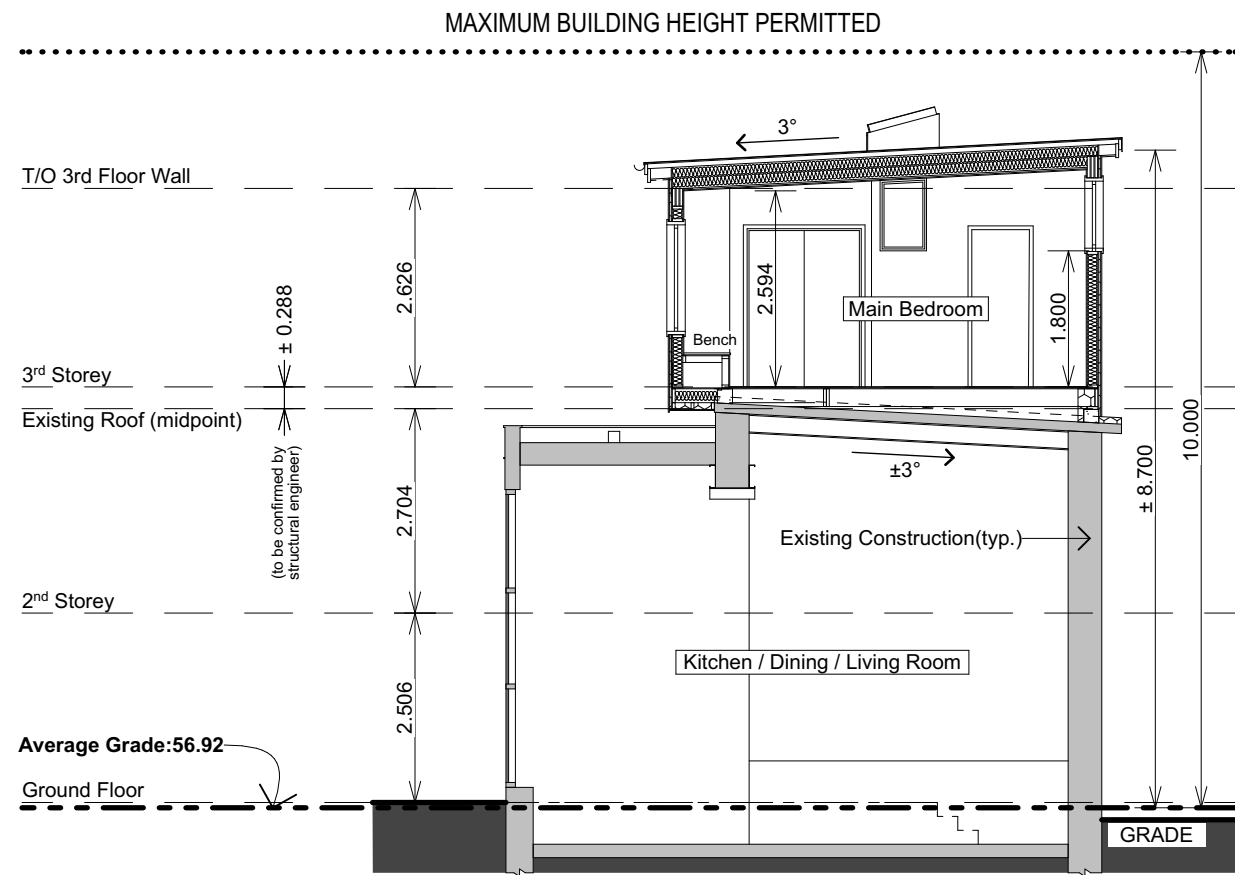 MAXIMUM BUILDING HEIGHT PERMITTED
3°
T/O 3rd Floor Wall
2.626
2.594
Main Bedroom
1.800
± 0.288
Bench
3rd Storey
Existing Roof (midpoint)
(to be confirmed by
structural engineer)
±3°
10.000
± 8.700
2.704
Existing Construction(typ.)
2nd Storey
Kitchen / Dining / Living Room
2.506
Average Grade:56.92
Ground Floor
GRADE